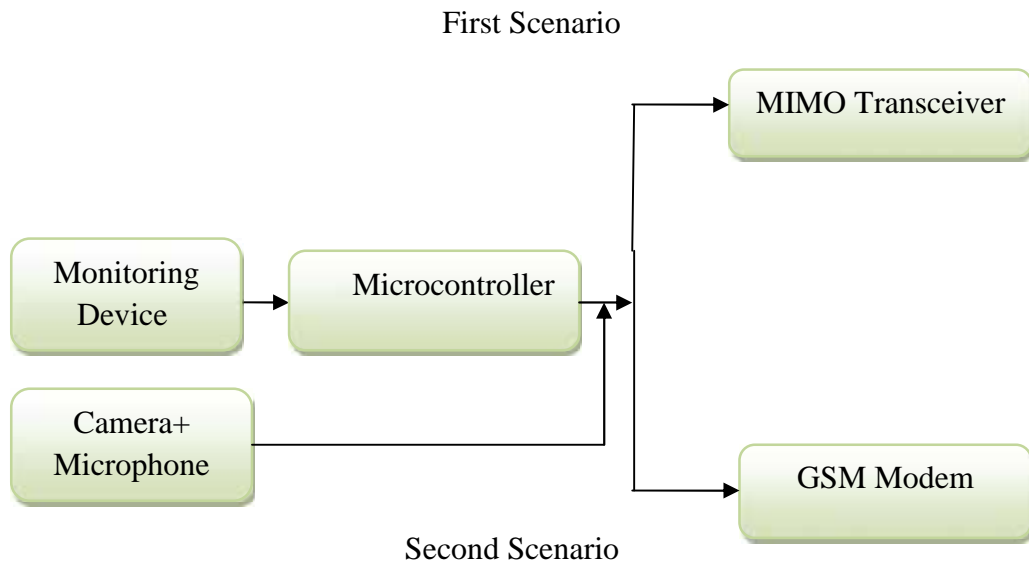 First Scenario
MIMO Transceiver
Monitoring
Device
Microcontroller
Camera+
Microphone
GSM Modem
Second Scenario